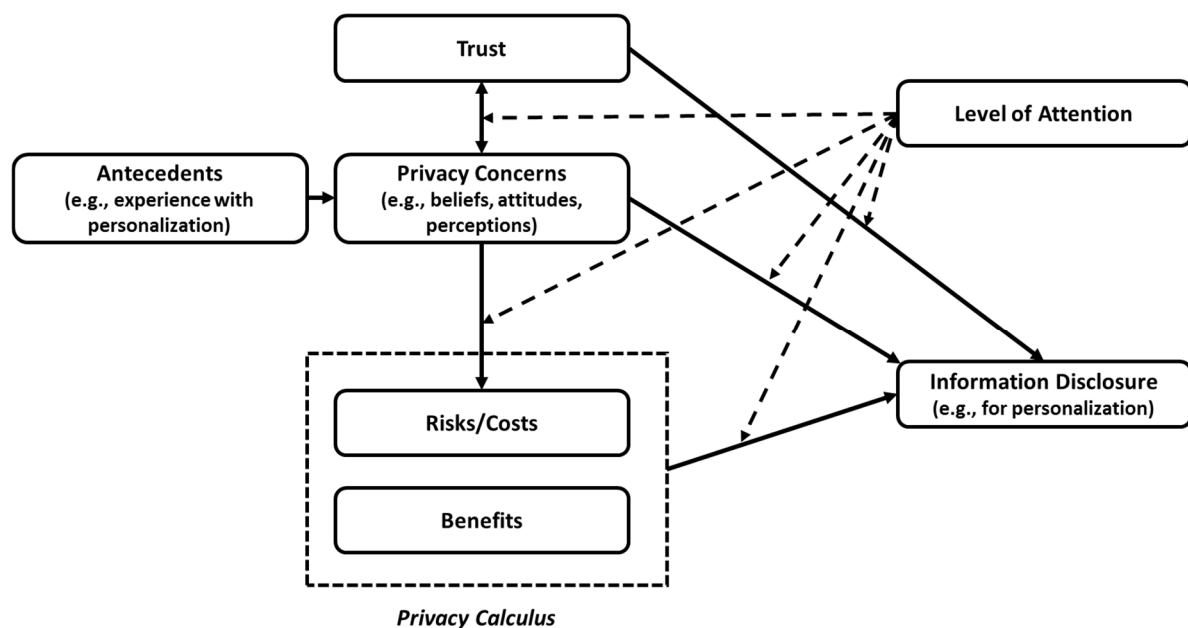 Trust
Level of Attention
Antecedents
(e.g., experience with
personalization)
Privacy Concerns
(e.g., beliefs, attitudes,
perceptions)
Information Disclosure
(e.g., for personalization)
Risks/Costs
Benefits
Privacy Calculus